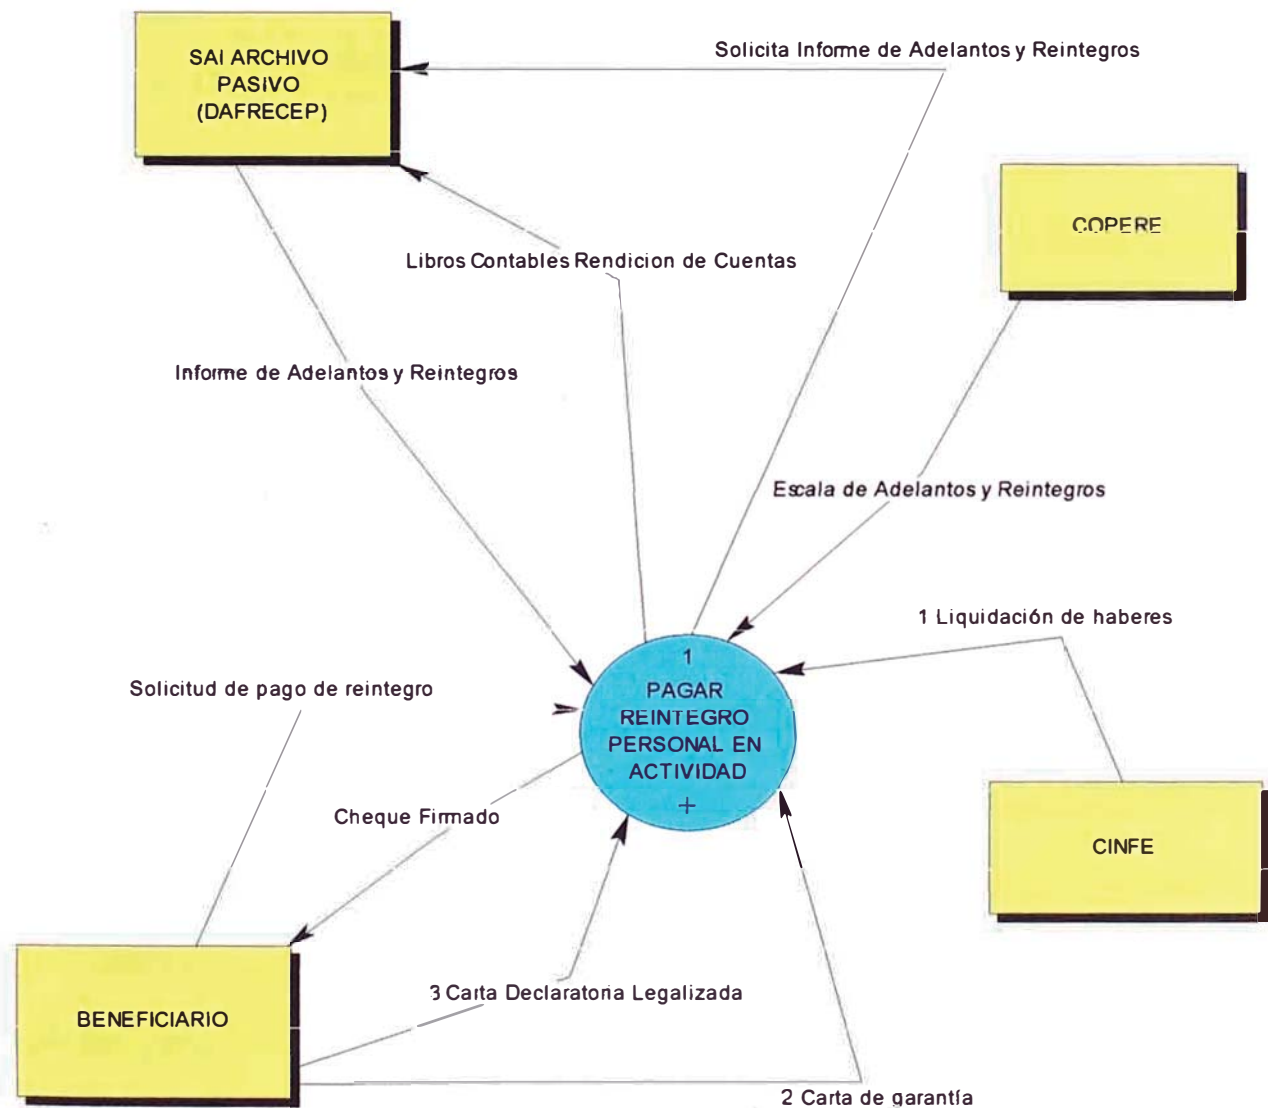 SAI ARCHIVO
PASIVO
(DAFRECEP)
Solicita Informe de Adelantos y Reintegros
COPERE
Libros Contables Rendicion de Cuentas
Informe de Adelantos y Reintegros
Escala de Adelantos y Reintegros
1 Liquidación de haberes
1
PAGAR
REINTEGRO
PERSONAL EN
ACTIVIDAD
+
Solicitud de pago de reintegro
Cheque Firmado
CINFE
3 Carta Declaratoria Legalizada
BENEFICIARIO
2 Carta de garantía